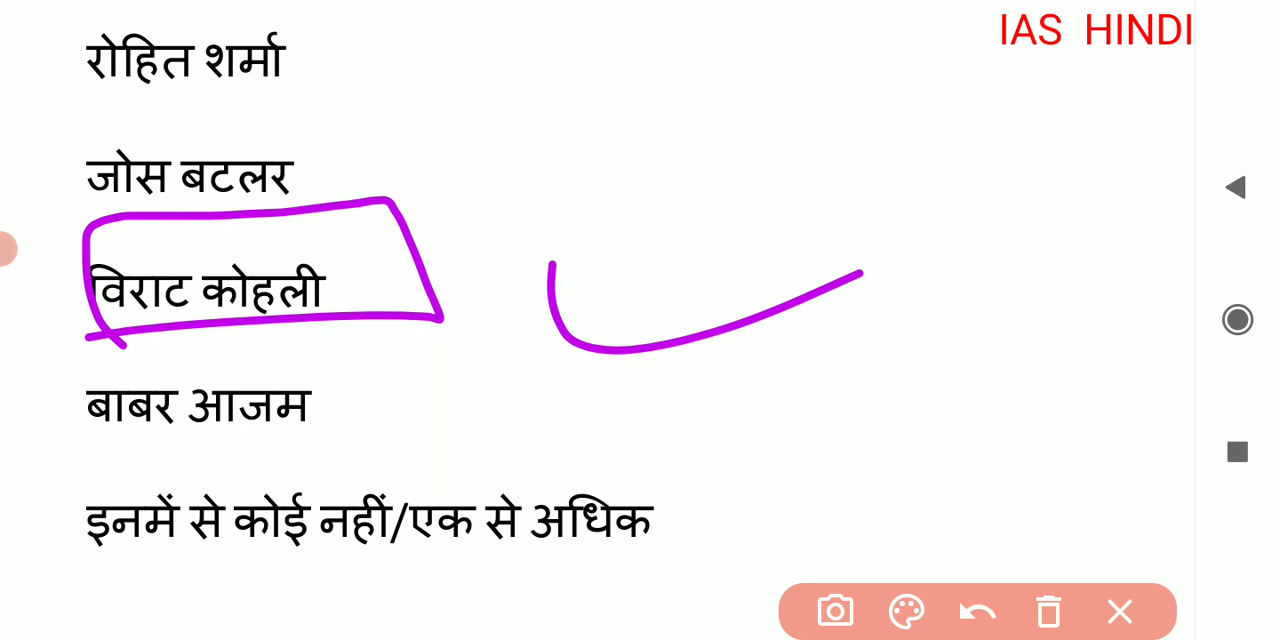 IAS HINDI
रोहित शर्मा
जोस बटलर
विराट कोहली
बाबर आजम
इनमें से कोई नहीं/एक से अधिक